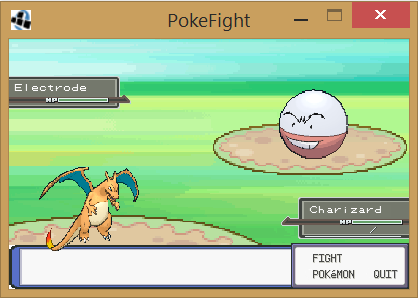 PokeFight
Electrode
HP
Charizard
HP
/
FIGHT
POKéMON QUIT